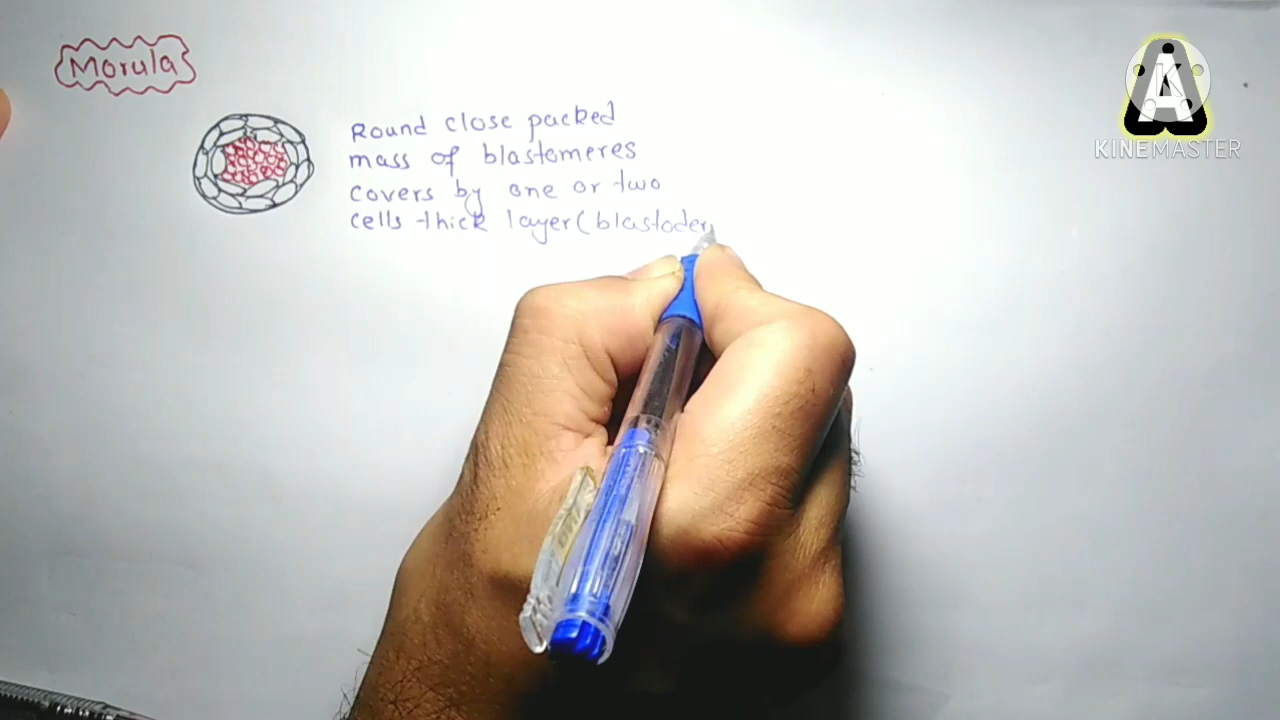 Morula
Round close packed
mass of blastomeres
covers by one or two
cells thick layer(blastoder
A
K
KINEMASTER